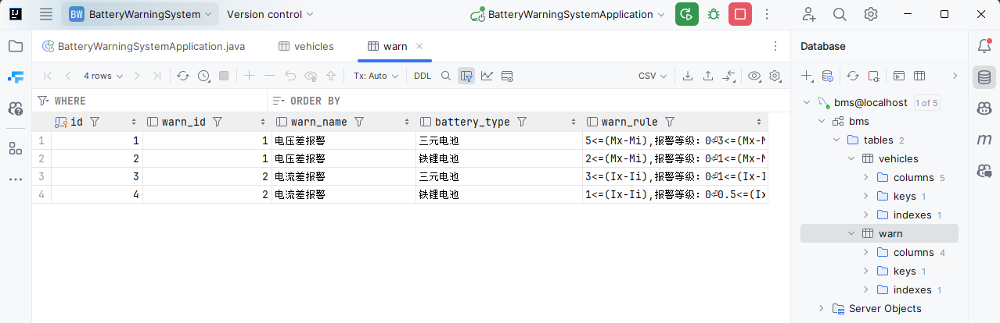 BW BatteryWarningSystem Version control BatteryWarningSystemApplication
BatteryWarningSystemApplication.java vehicles warn Database
4 rows Tx: Auto DDL CSV
WHERE ORDER BY
id warn_id warn_name battery_type warn_rule
1 1 1 电压差报警 三元电池 5<=(Mx-Mi),报警等级：0⏎3<=(Mx-M
2 2 1 电压差报警 铁锂电池 2<=(Mx-Mi),报警等级：0⏎1<=(Mx-M
3 3 2 电流差报警 三元电池 3<=(Ix-Ii),报警等级：0⏎1<=(Ix-I
4 4 2 电流差报警 铁锂电池 1<=(Ix-Ii),报警等级：0⏎0.5<=(Ix
bms@localhost 1 of 5
bms
tables 2
vehicles
columns 5
keys 1
indexes 1
warn
columns 4
keys 1
indexes 1
Server Objects